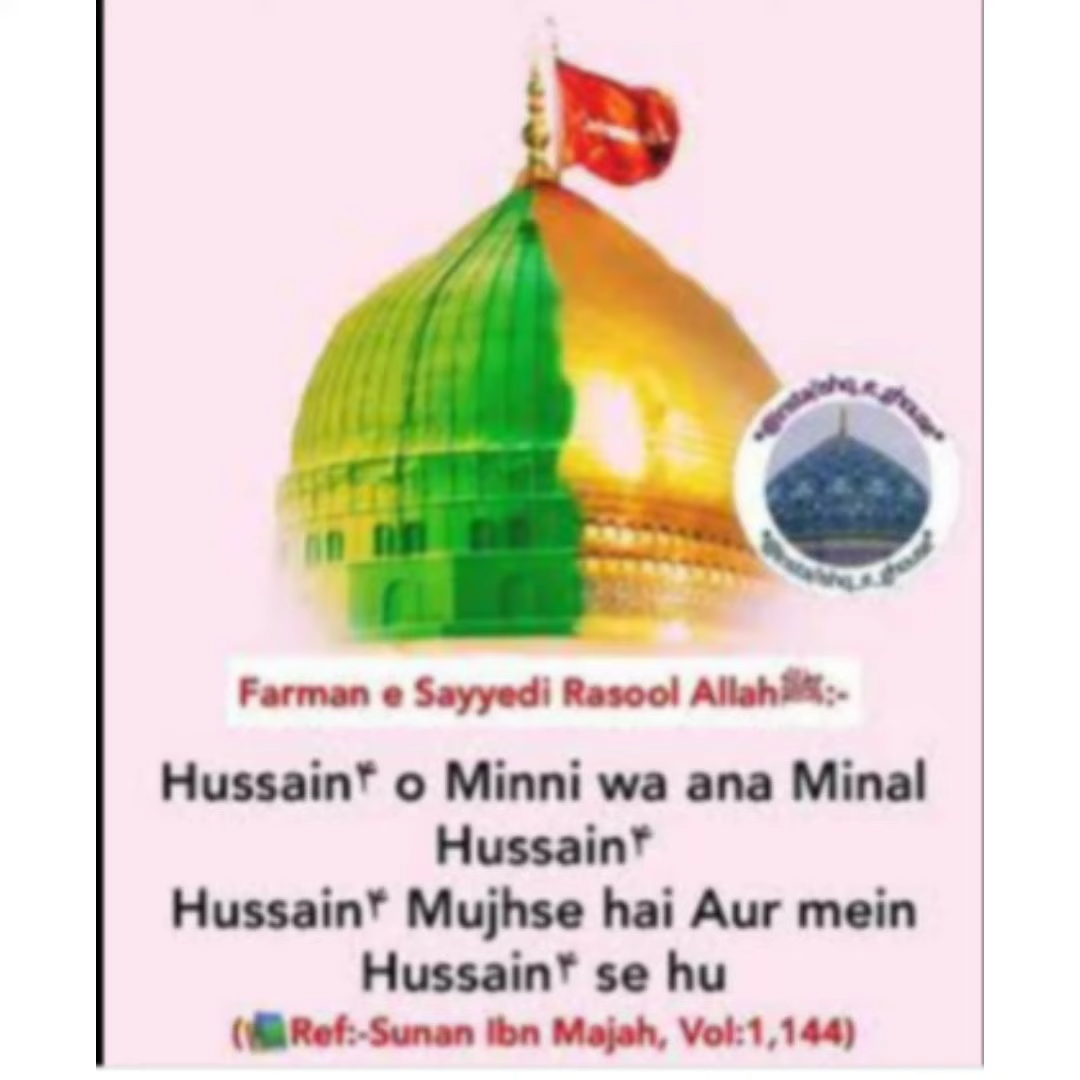 Farman e Sayyedi Rasool Allahﷺ:-
Hussain۴ o Minni wa ana Minal
Hussain۴
Hussain۴ Mujhse hai Aur mein
Hussain۴ se hu
(📚Ref:-Sunan Ibn Majah, Vol:1,144)